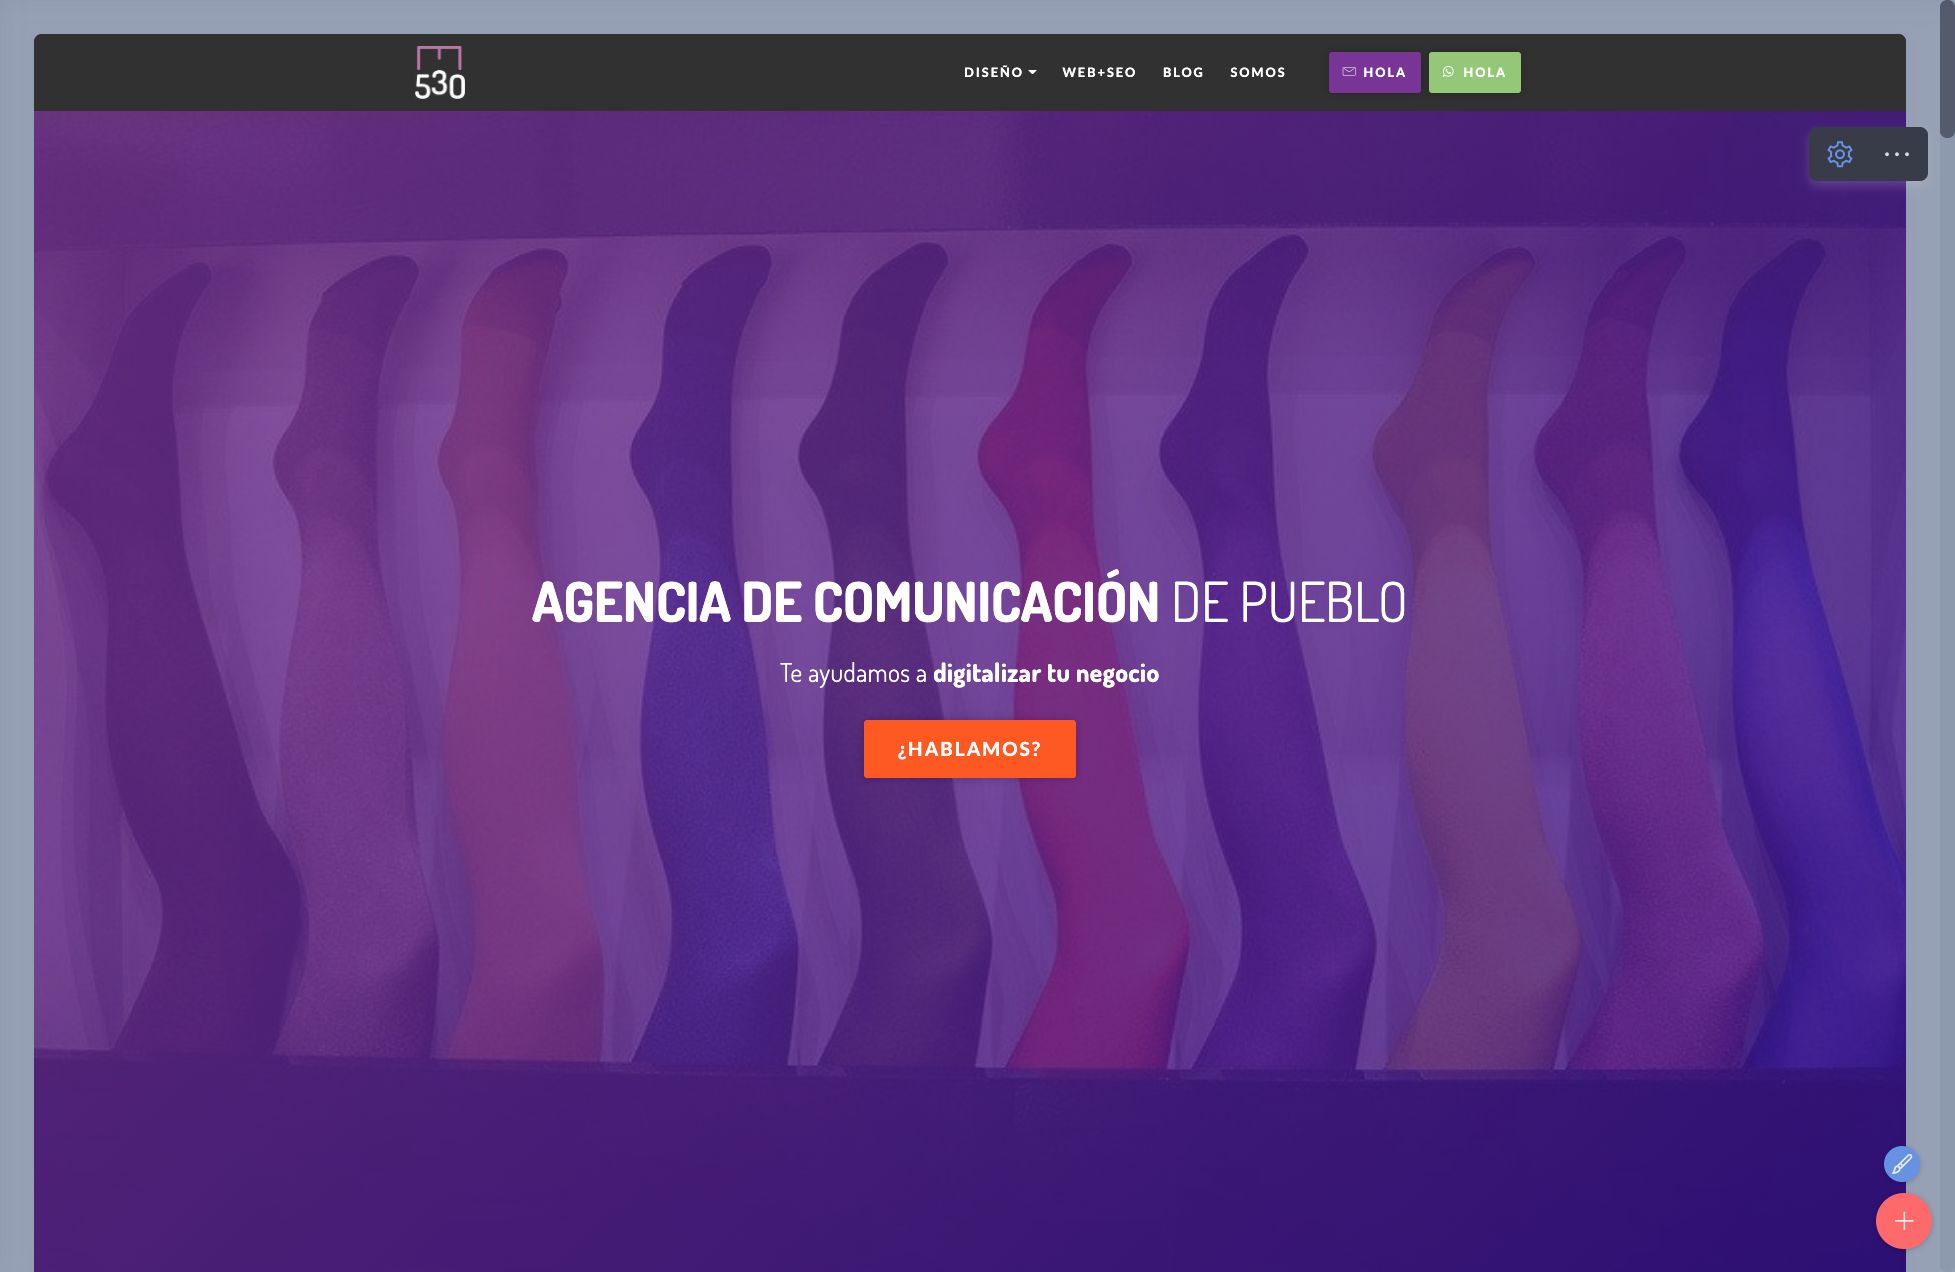 530
DISEÑO WEB+SEO BLOG SOMOS HOLA HOLA
AGENCIA DE COMUNICACIÓN DE PUEBLO
Te ayudamos a digitalizar tu negocio
¿HABLAMOS?